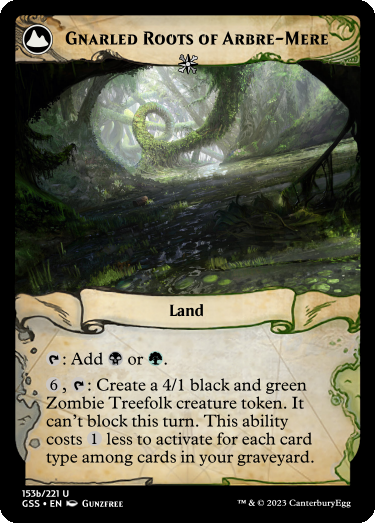 Gnarled Roots of Arbre-Mere
Land
: Add or .
6 , : Create a 4/1 black and green
Zombie Treefolk creature token. It
can't block this turn. This ability
costs 1 less to activate for each card
type among cards in your graveyard.
153b/221 U
GSS • EN Gunzfree
™ & © 2023 CanterburyEgg